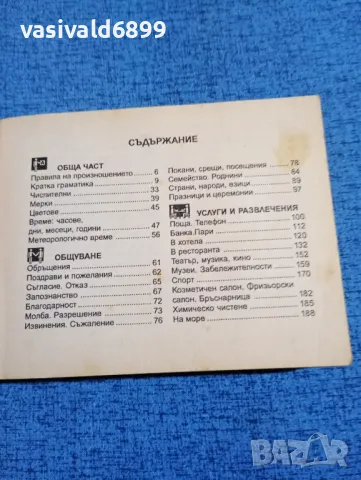 vasivald6899
СЪДЪРЖАНИЕ
ОБЩА ЧАСТ
Правила на произношението 6
Кратка граматика 9
Числителни 33
Мерки 39
Цветове 45
Време: часове,
дни, месеци, години 47
Метеорологично време 56
ОБЩУВАНЕ
Обръщения 61
Поздрави и пожелания 62
Съгласие. Отказ 65
Запознанство 67
Благодарност 72
Молба. Разрешение 73
Извинения. Съжаление 76
Покани, срещи, посещения 78
Семейство. Роднини 84
Страни, народи, езици 89
Празници и церемонии 97
УСЛУГИ И РАЗВЛЕЧЕНИЯ
Поща. Телефон 100
Банка.Пари 112
В хотела 120
В ресторанта 130
Театър, музика, кино 152
Музеи. Забележителности 159
Спорт 170
Козметичен салон, Фризьорски
салон, Бръснарница 182
Химическо чистене 185
На море 188
BAZAR